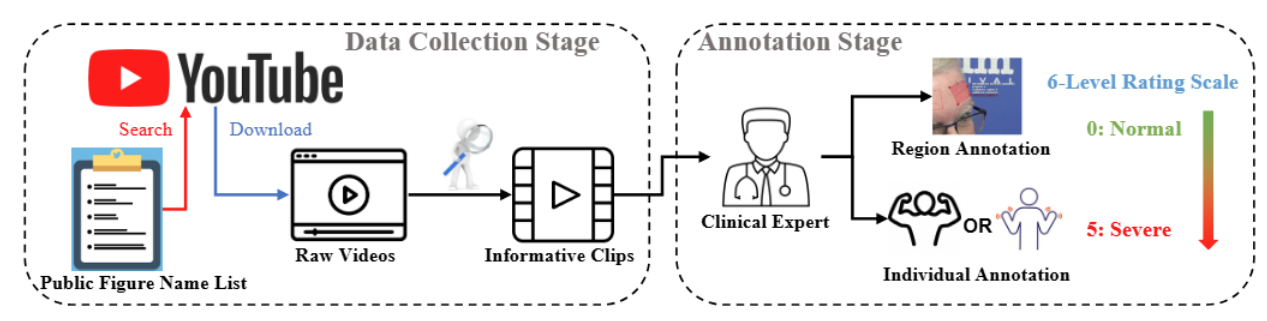 Data Collection Stage
YouTube
Search
Download
Public Figure Name List
Raw Videos
Informative Clips
Annotation Stage
Clinical Expert
Region Annotation
OR
Individual Annotation
6-Level Rating Scale
0: Normal
5: Severe